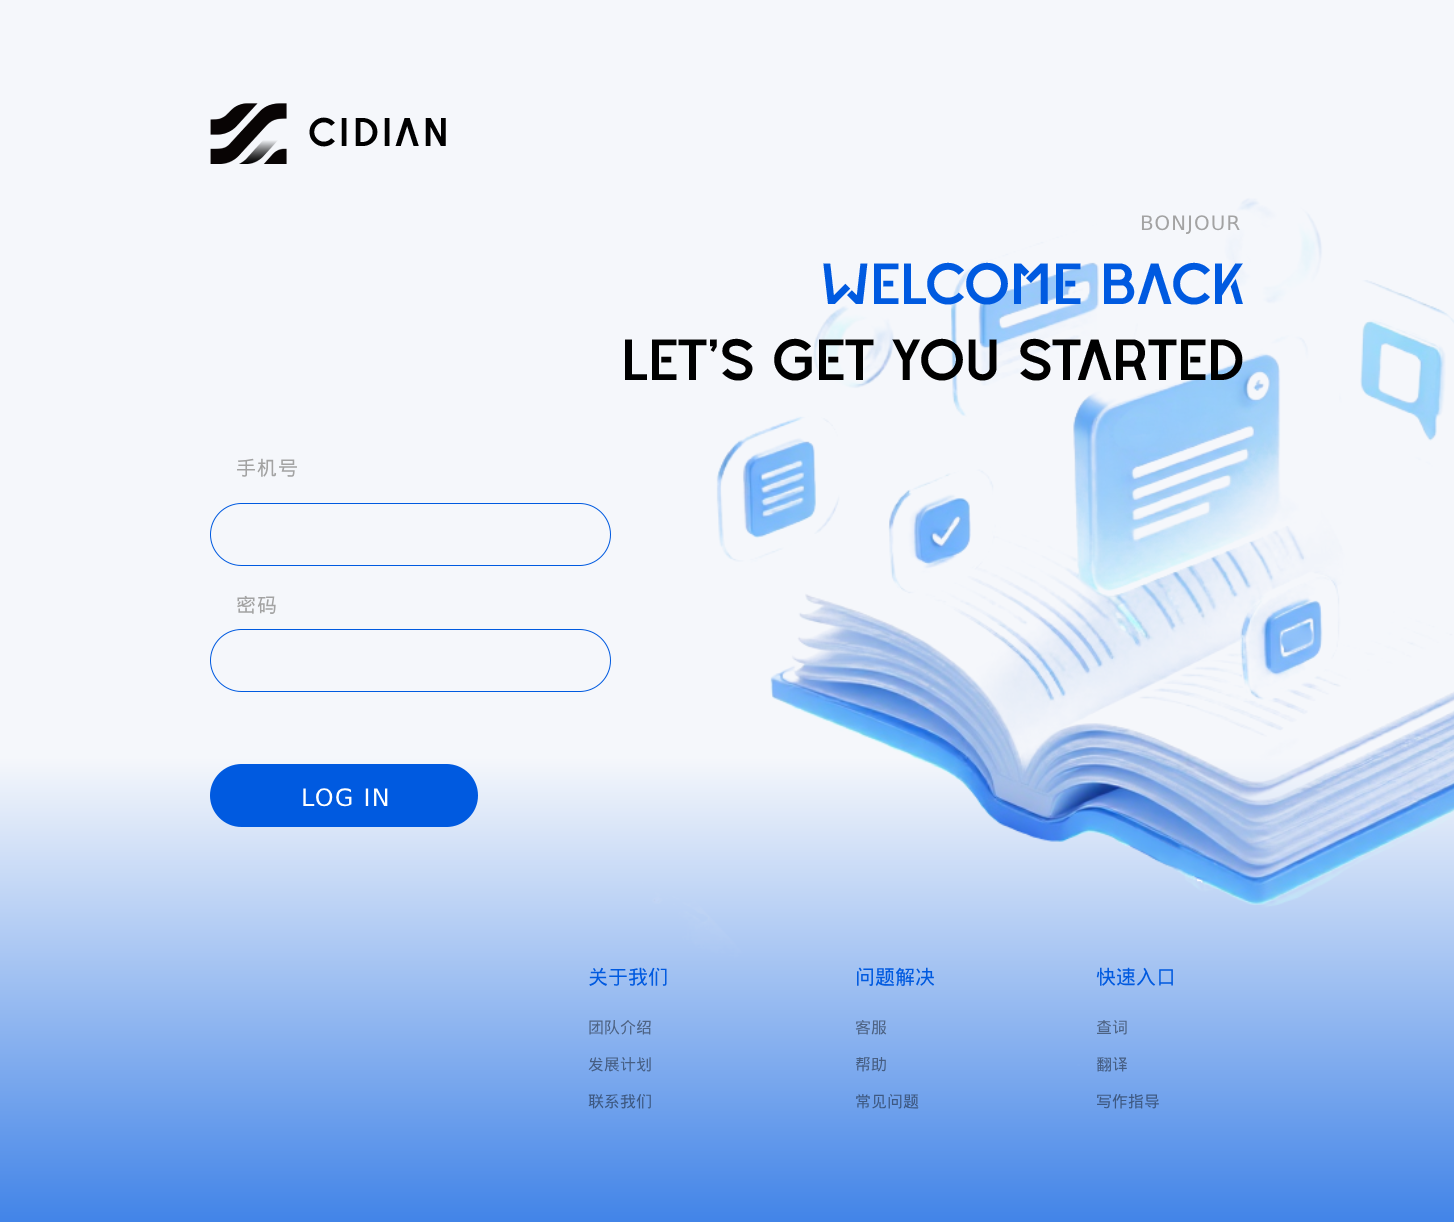 CIDIAN
BONJOUR
WELCOME BACK
LET’S GET YOU STARTED
手机号
密码
LOG IN
关于我们
团队介绍
发展计划
联系我们
问题解决
客服
帮助
常见问题
快速入口
查词
翻译
写作指导